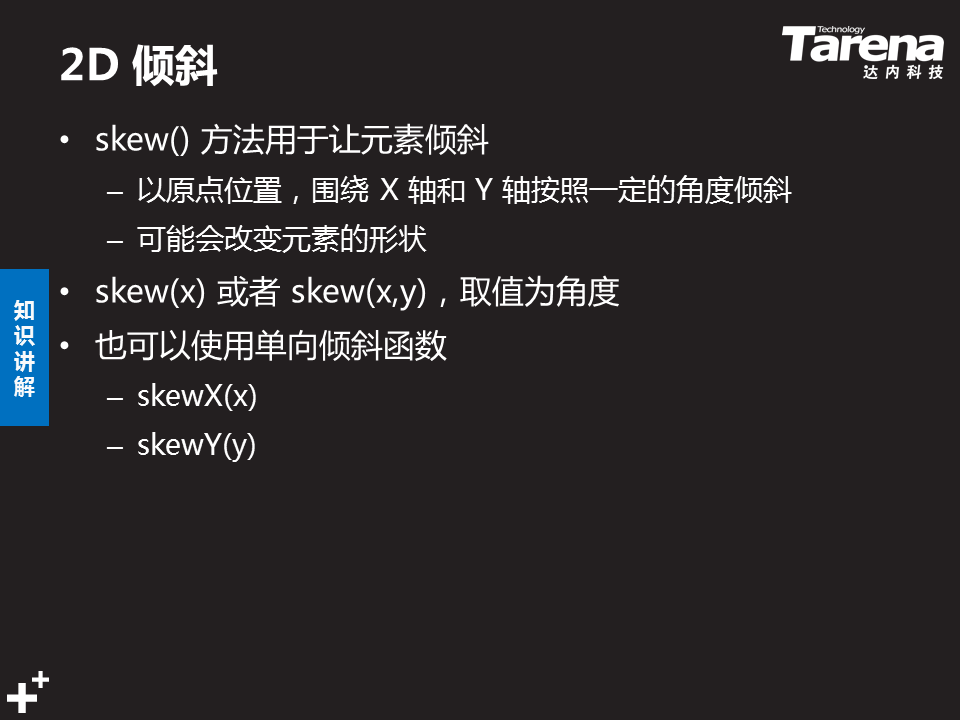 2D 倾斜
Technology
Tarena
达内科技
• skew() 方法用于让元素倾斜
– 以原点位置，围绕 X 轴和 Y 轴按照一定的角度倾斜
– 可能会改变元素的形状
• skew(x) 或者 skew(x,y)，取值为角度
• 也可以使用单向倾斜函数
– skewX(x)
– skewY(y)
知识讲解